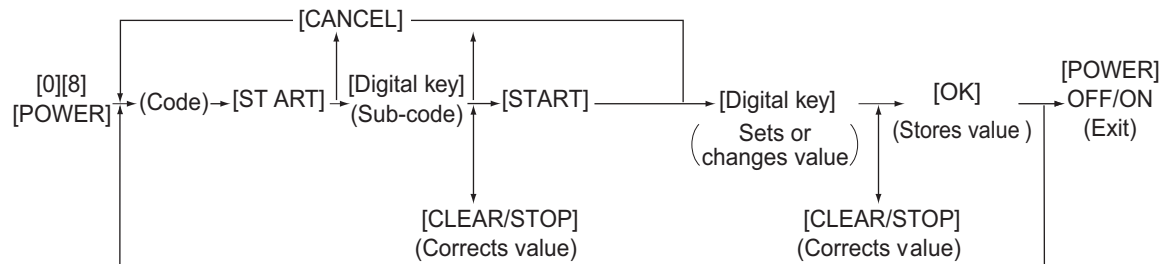 [CANCEL]
[0][8]
[POWER]
(Code)
[ST ART]
[Digital key]
(Sub-code)
[START]
[Digital key]
(Sets or
changes value)
[OK]
(Stores value )
[POWER]
OFF/ON
(Exit)
[CLEAR/STOP]
(Corrects value)
[CLEAR/STOP]
(Corrects value)